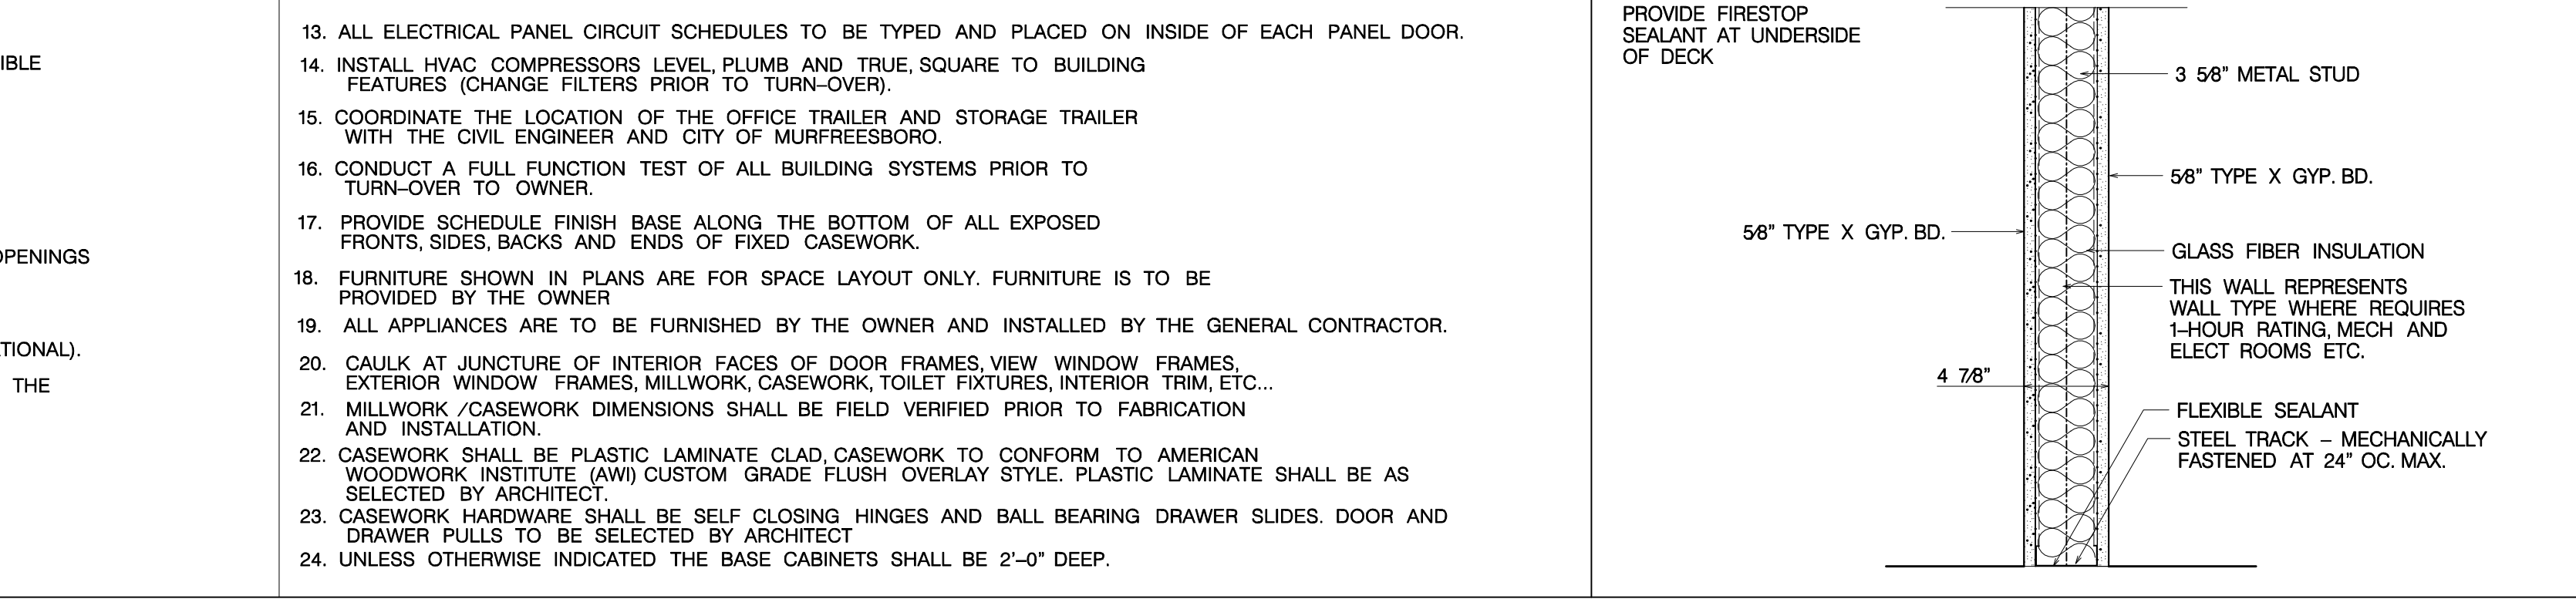 IBLE
OPENINGS
TIONAL).
THE
13. ALL ELECTRICAL PANEL CIRCUIT SCHEDULES TO BE TYPED AND PLACED ON INSIDE OF EACH PANEL DOOR.
14. INSTALL HVAC COMPRESSORS LEVEL, PLUMB AND TRUE, SQUARE TO BUILDING
FEATURES (CHANGE FILTERS PRIOR TO TURN-OVER).
15. COORDINATE THE LOCATION OF THE OFFICE TRAILER AND STORAGE TRAILER
WITH THE CIVIL ENGINEER AND CITY OF MURFREESBORO.
16. CONDUCT A FULL FUNCTION TEST OF ALL BUILDING SYSTEMS PRIOR TO
TURN-OVER TO OWNER.
17. PROVIDE SCHEDULE FINISH BASE ALONG THE BOTTOM OF ALL EXPOSED
FRONTS, SIDES, BACKS AND ENDS OF FIXED CASEWORK.
18. FURNITURE SHOWN IN PLANS ARE FOR SPACE LAYOUT ONLY. FURNITURE IS TO BE
PROVIDED BY THE OWNER
19. ALL APPLIANCES ARE TO BE FURNISHED BY THE OWNER AND INSTALLED BY THE GENERAL CONTRACTOR.
20. CAULK AT JUNCTURE OF INTERIOR FACES OF DOOR FRAMES, VIEW WINDOW FRAMES,
EXTERIOR WINDOW FRAMES, MILLWORK, CASEWORK, TOILET FIXTURES, INTERIOR TRIM, ETC...
21. MILLWORK /CASEWORK DIMENSIONS SHALL BE FIELD VERIFIED PRIOR TO FABRICATION
AND INSTALLATION.
22. CASEWORK SHALL BE PLASTIC LAMINATE CLAD, CASEWORK TO CONFORM TO AMERICAN
WOODWORK INSTITUTE (AWI) CUSTOM GRADE FLUSH OVERLAY STYLE. PLASTIC LAMINATE SHALL BE AS
SELECTED BY ARCHITECT.
23. CASEWORK HARDWARE SHALL BE SELF CLOSING HINGES AND BALL BEARING DRAWER SLIDES. DOOR AND
DRAWER PULLS TO BE SELECTED BY ARCHITECT
24. UNLESS OTHERWISE INDICATED THE BASE CABINETS SHALL BE 2'-0" DEEP.
PROVIDE FIRESTOP
SEALANT AT UNDERSIDE
OF DECK
5/8" TYPE X GYP. BD.
4 7/8"
3 5/8" METAL STUD
5/8" TYPE X GYP. BD.
GLASS FIBER INSULATION
THIS WALL REPRESENTS
WALL TYPE WHERE REQUIRES
1-HOUR RATING, MECH AND
ELECT ROOMS ETC.
FLEXIBLE SEALANT
STEEL TRACK – MECHANICALLY
FASTENED AT 24" OC. MAX.